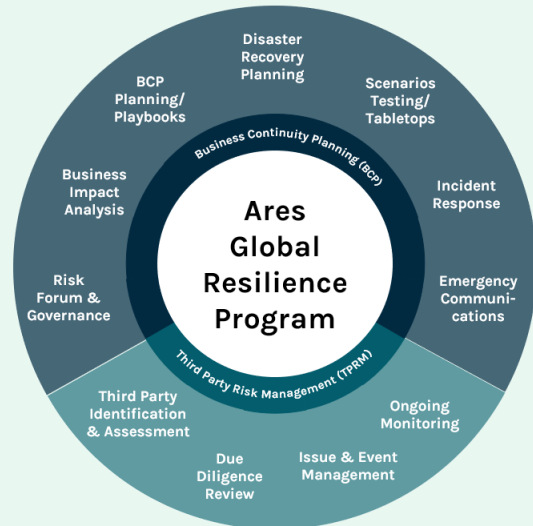 Disaster
Recovery
Planning
BCP
Planning/
Playbooks
Scenarios
Testing/
Tabletops
Business Continuity Planning (BCP)
Business
Impact
Analysis
Incident
Response
Ares
Global
Resilience
Program
Risk
Forum &
Governance
Emergency
Communi-
cations
Third Party Risk Management (TPRM)
Third Party
Identification
& Assessment
Ongoing
Monitoring
Due
Diligence
Review
Issue & Event
Management